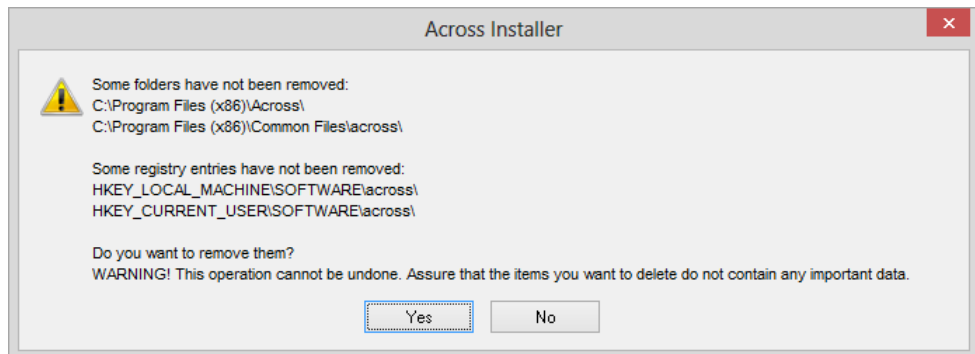 Across Installer
Some folders have not been removed:
C:\Program Files (x86)\Across\
C:\Program Files (x86)\Common Files\across\
Some registry entries have not been removed:
HKEY_LOCAL_MACHINE\SOFTWARE\across\
HKEY_CURRENT_USER\SOFTWARE\across\
Do you want to remove them?
WARNING! This operation cannot be undone. Assure that the items you want to delete do not contain any important data.
Yes
No